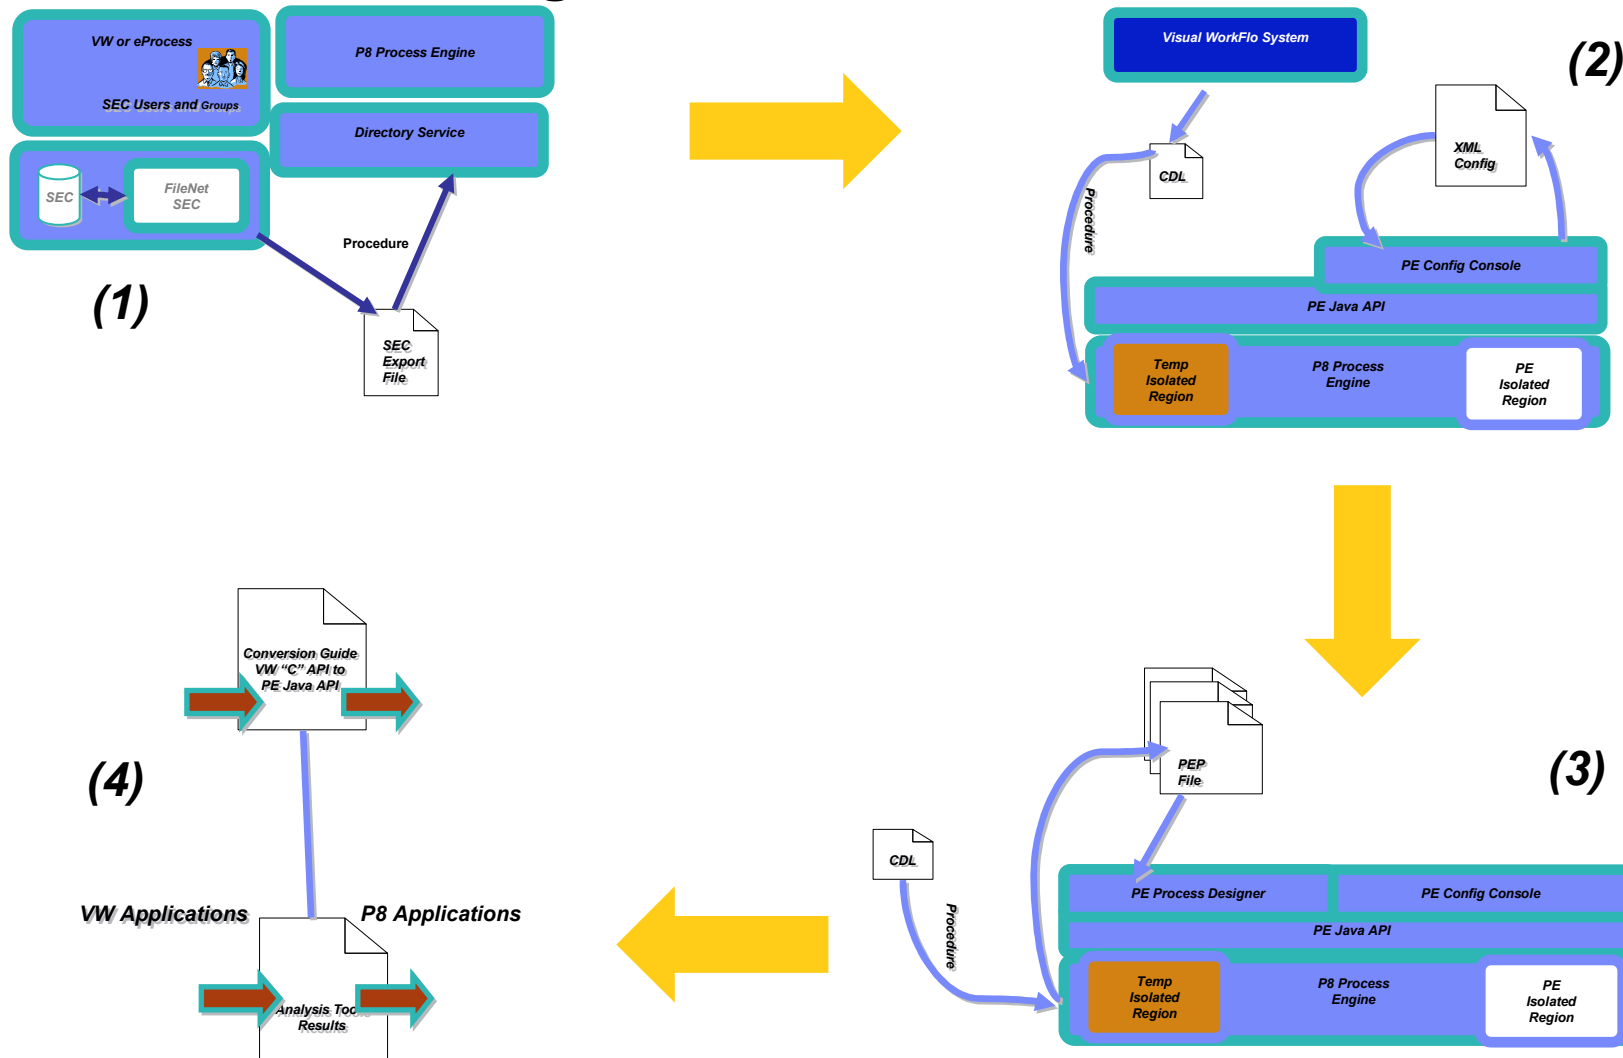 VW or eProcess
SEC Users and Groups
P8 Process Engine
Directory Service
SEC
FileNet
SEC
Procedure
SEC
Export
File
(1)
Visual WorkFlo System
(2)
CDL
XML
Config
Procedure
PE Config Console
PE Java API
Temp
Isolated
Region
P8 Process
Engine
PE
Isolated
Region
(3)
PEP
File
CDL
Procedure
PE Process Designer
PE Config Console
PE Java API
Temp
Isolated
Region
P8 Process
Engine
PE
Isolated
Region
(4)
Conversion Guide
VW “C” API to
PE Java API
VW Applications
P8 Applications
Analysis Tools
Results